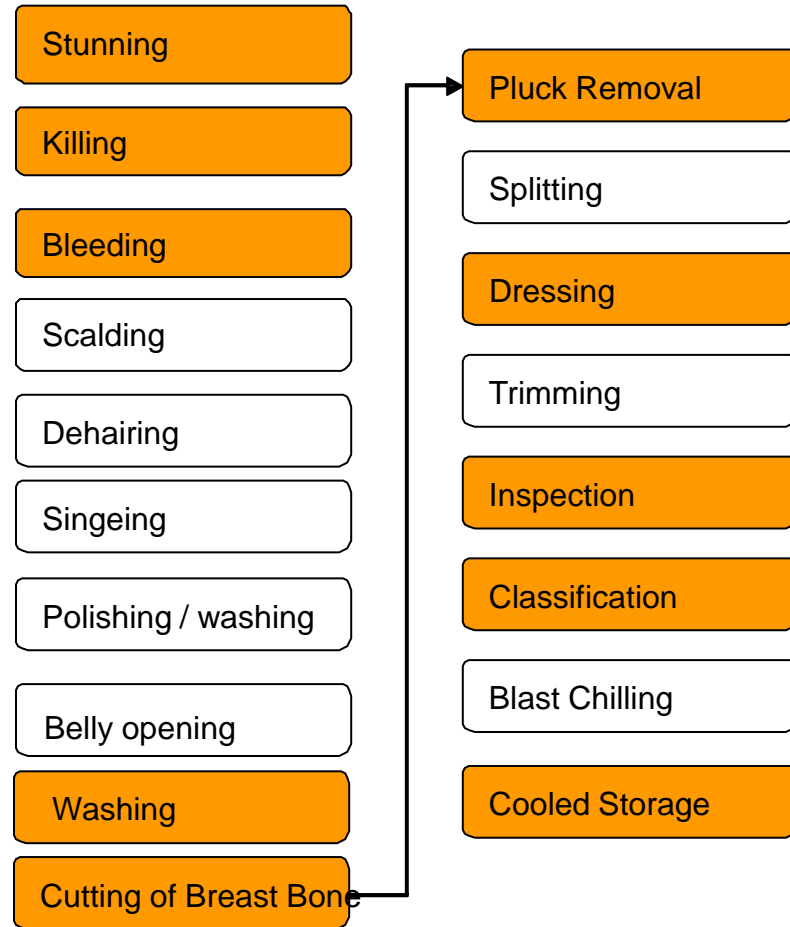 Stunning
Killing
Bleeding
Scalding
Dehairing
Singeing
Polishing / washing
Belly opening
Washing
Cutting of Breast Bone
Pluck Removal
Splitting
Dressing
Trimming
Inspection
Classification
Blast Chilling
Cooled Storage